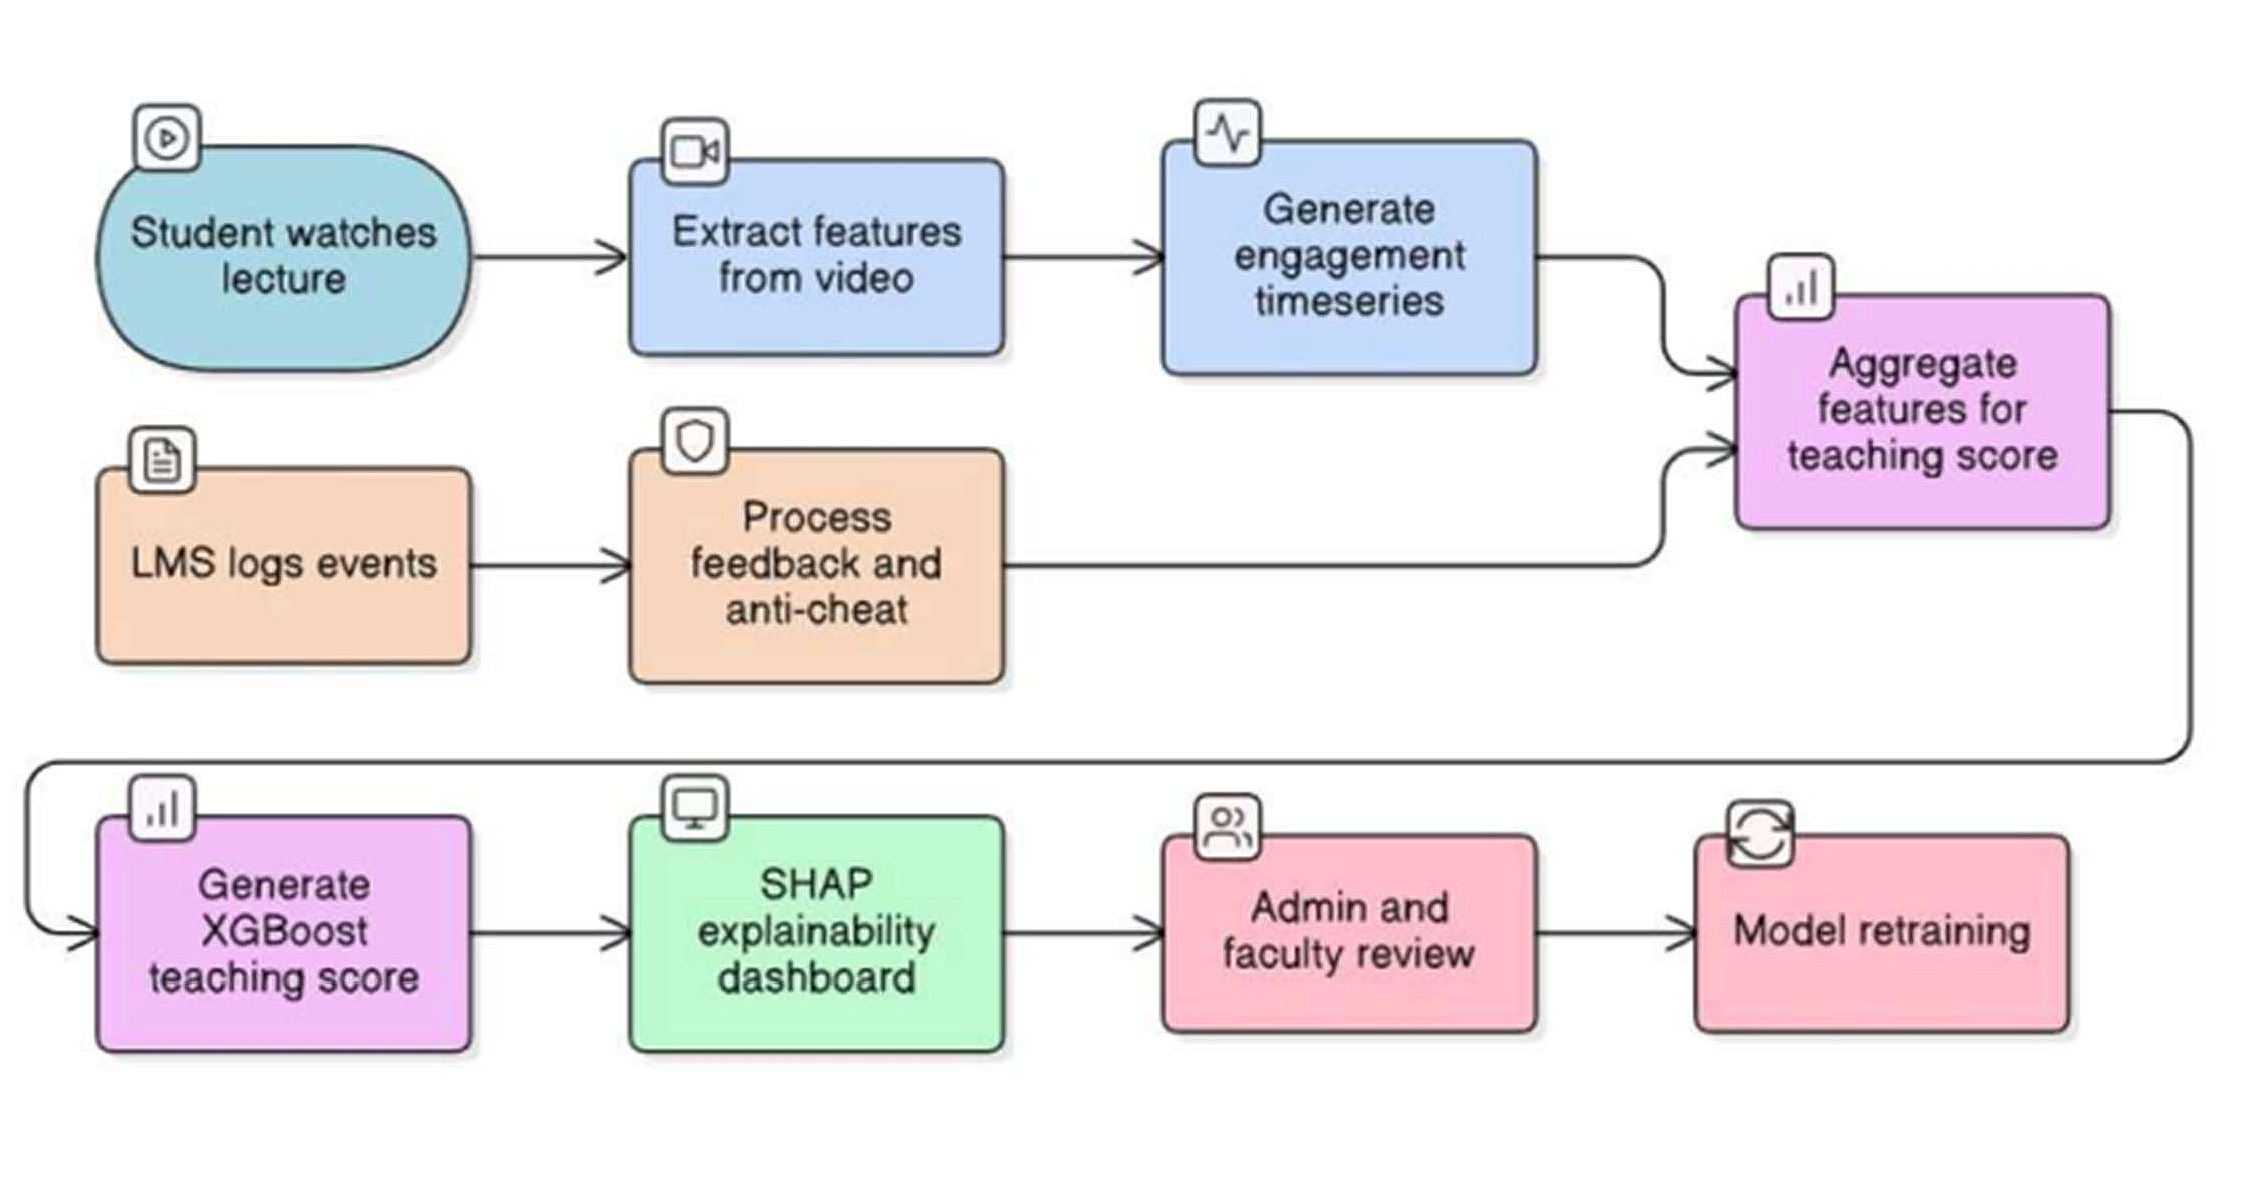 Student watches
lecture
Extract features
from video
Generate
engagement
timeseries
Aggregate
features for
teaching score
LMS logs events
Process
feedback and
anti-cheat
Generate
XGBoost
teaching score
SHAP
explainability
dashboard
Admin and
faculty review
Model retraining